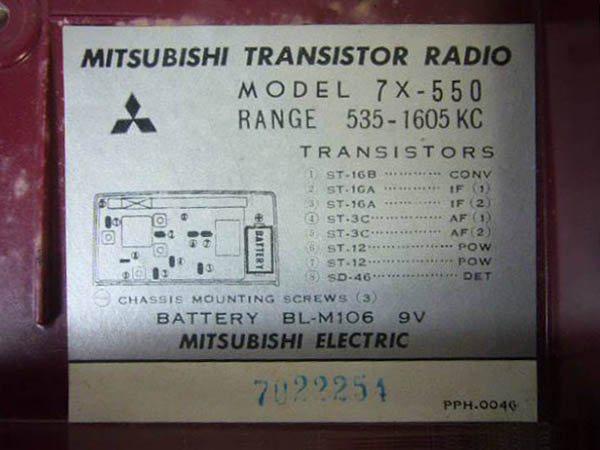 MITSUBISHI TRANSISTOR RADIO
MODEL 7X-550
RANGE 535-1605 KC
TRANSISTORS
① ST-16B ······ CONV
② ST-16A ······ IF (1)
③ ST-16A ······ IF (2)
④ ST-3C ······ AF (1)
⑤ ST-3C ······ AF (2)
⑥ ST-12 ······ POW
⑦ ST-12 ······ POW
⑧ SD-46 ······ DET
BATTERY
CHASSIS MOUNTING SCREWS (3)
BATTERY BL-M106 9V
MITSUBISHI ELECTRIC
7022254
PPH-0046